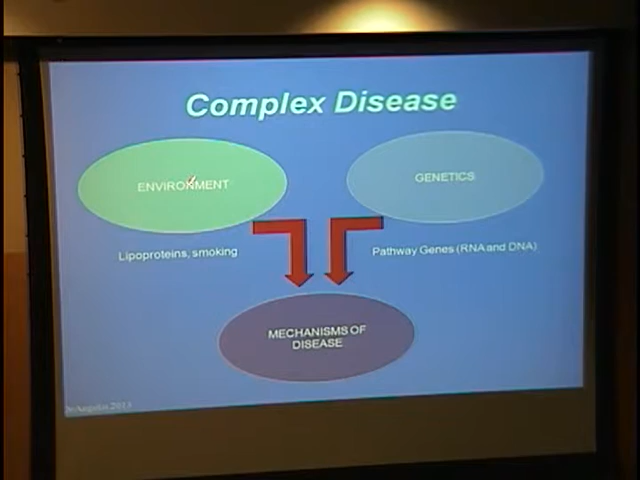 Complex Disease
ENVIRONMENT
GENETICS
Lipoproteins, smoking
Pathway Genes (RNA and DNA)
MECHANISMS OF
DISEASE